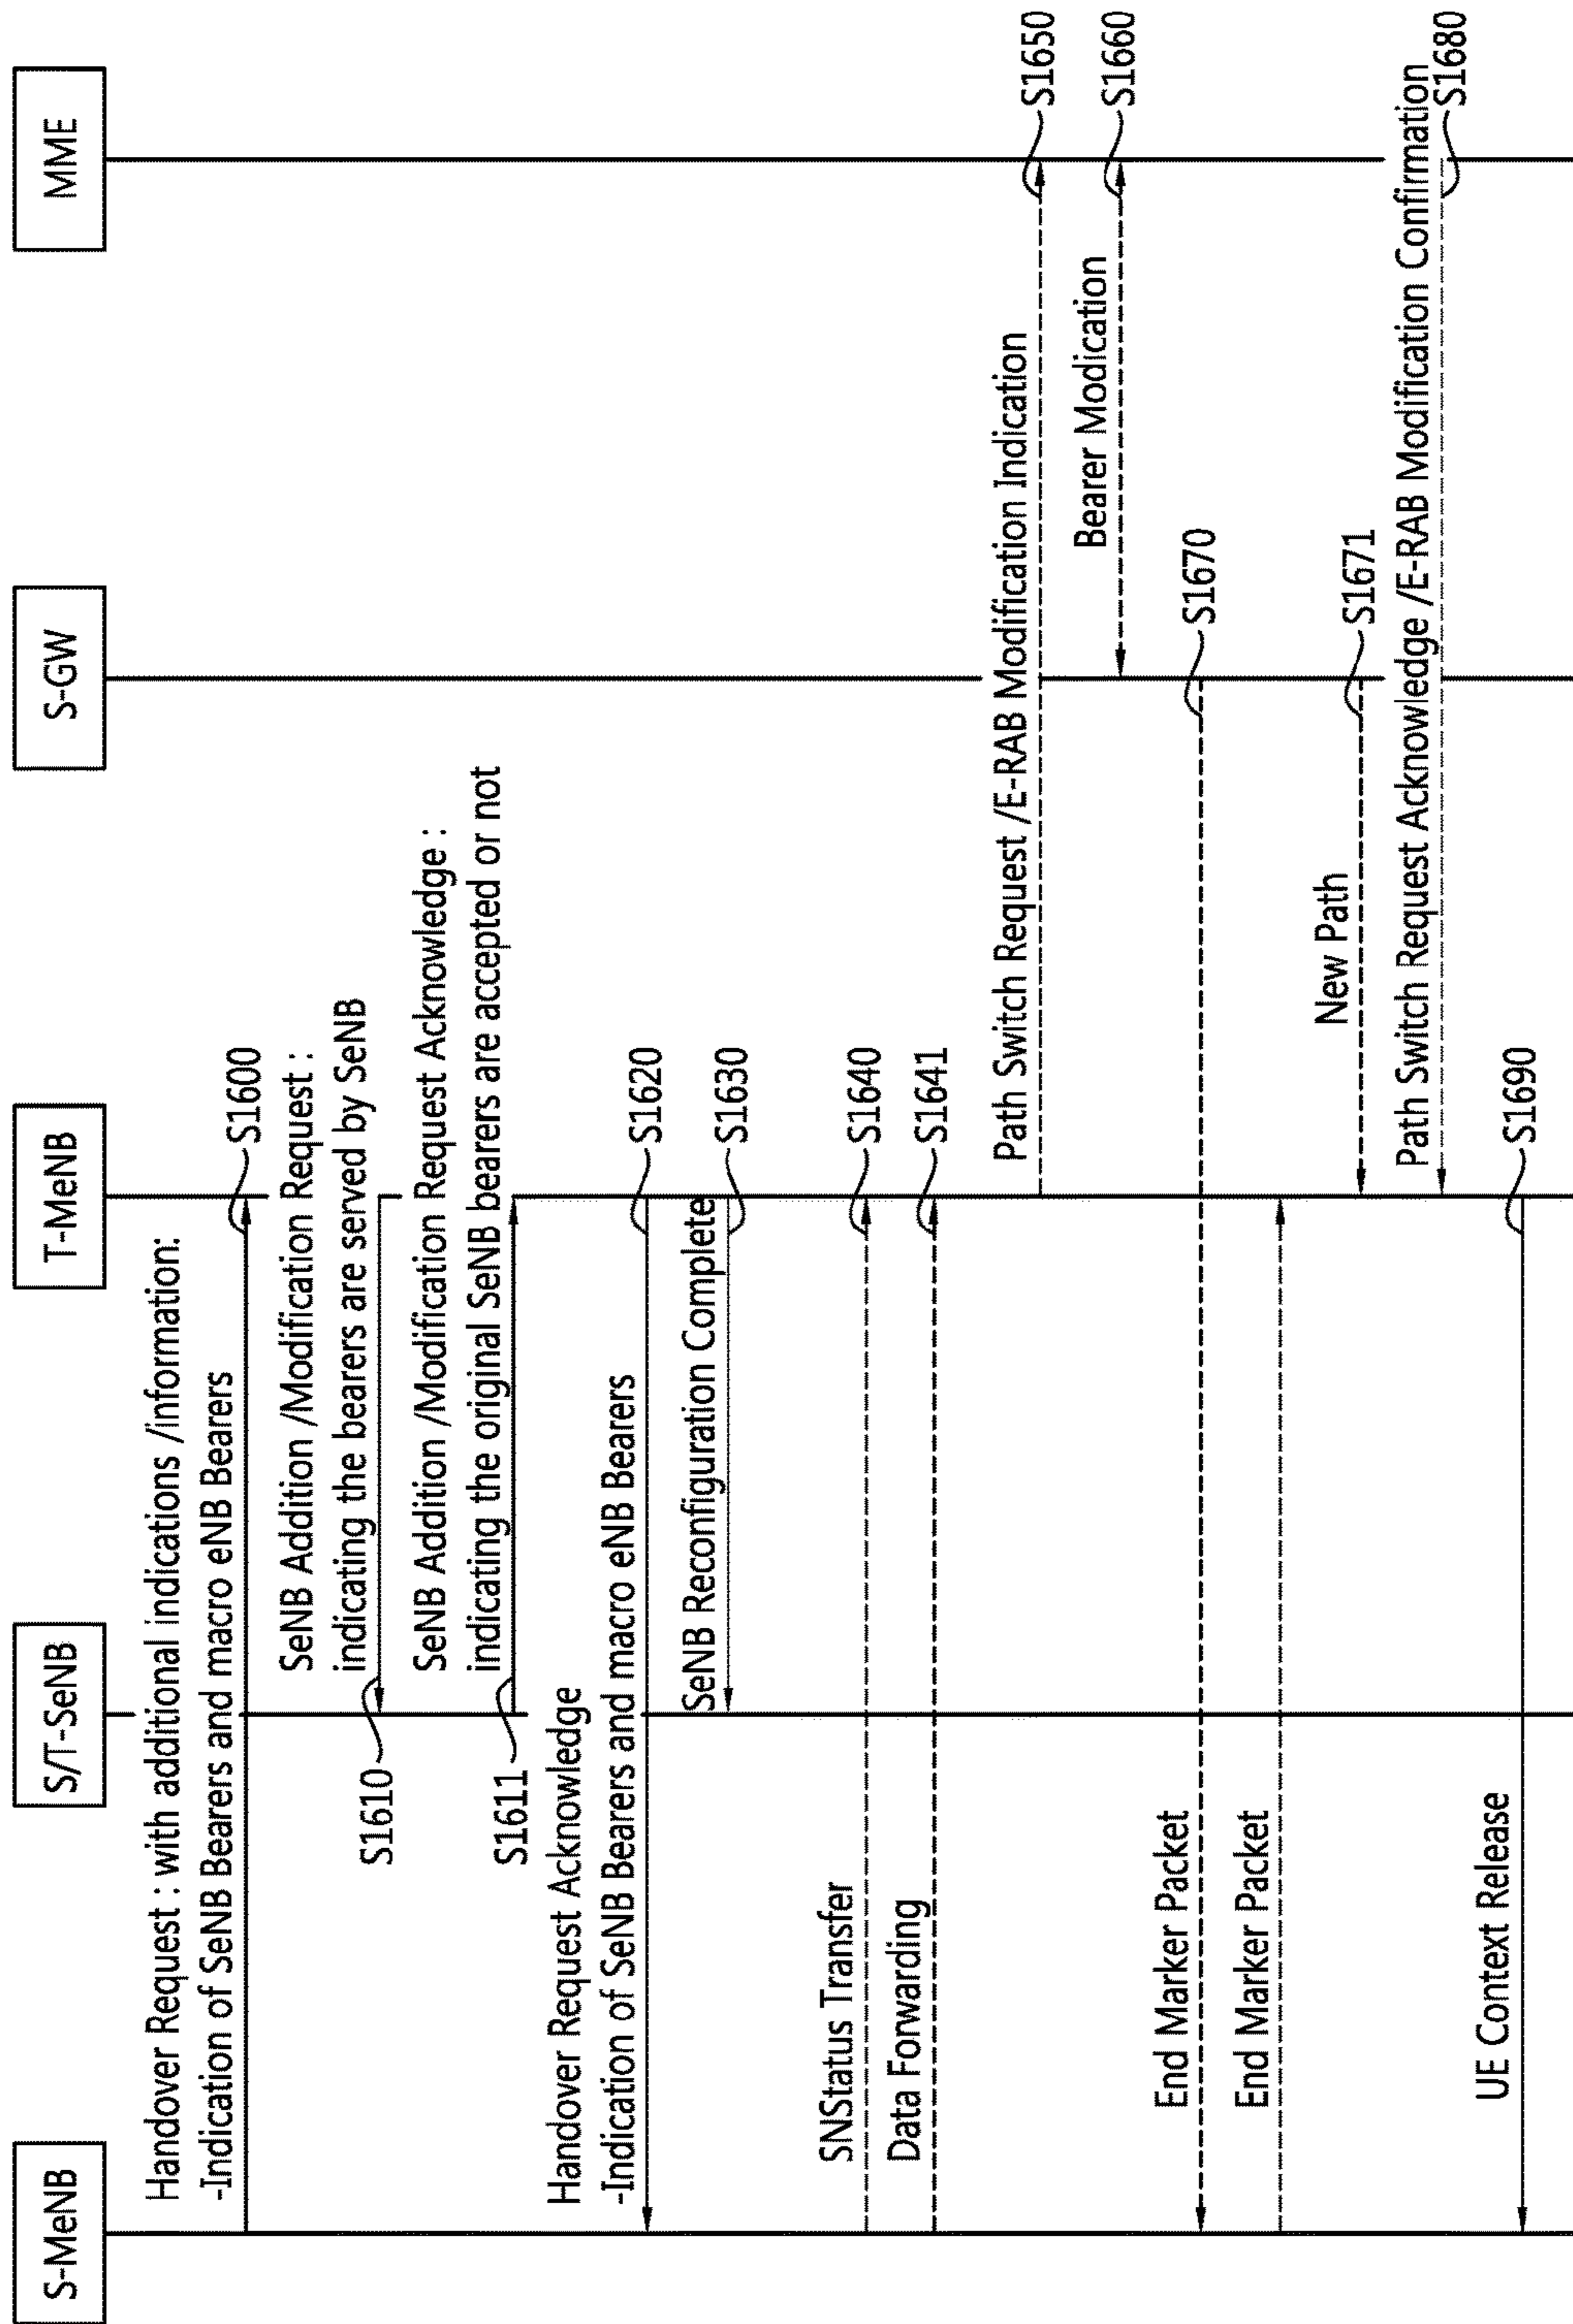 S-MeNB
S/T-SeNB
T-MeNB
S-GW
MME
Handover Request : with additional indications /information:
-Indication of SeNB Bearers and macro eNB Bearers
S1600
SeNB Addition /Modification Request :
indicating the bearers are served by SeNB
S1610
SeNB Addition /Modification Request Acknowledge :
indicating the original SeNB bearers are accepted or not
S1611
Handover Request Acknowledge
-Indication of SeNB Bearers and macro eNB Bearers
S1620
SeNB Reconfiguration Complete
S1630
SNStatus Transfer
S1640
Data Forwarding
S1641
Path Switch Request /E-RAB Modification Indication
S1650
Bearer Modication
S1660
End Marker Packet
S1670
End Marker Packet
New Path
S1671
Path Switch Request Acknowledge /E-RAB Modification Confirmation
S1680
UE Context Release
S1690